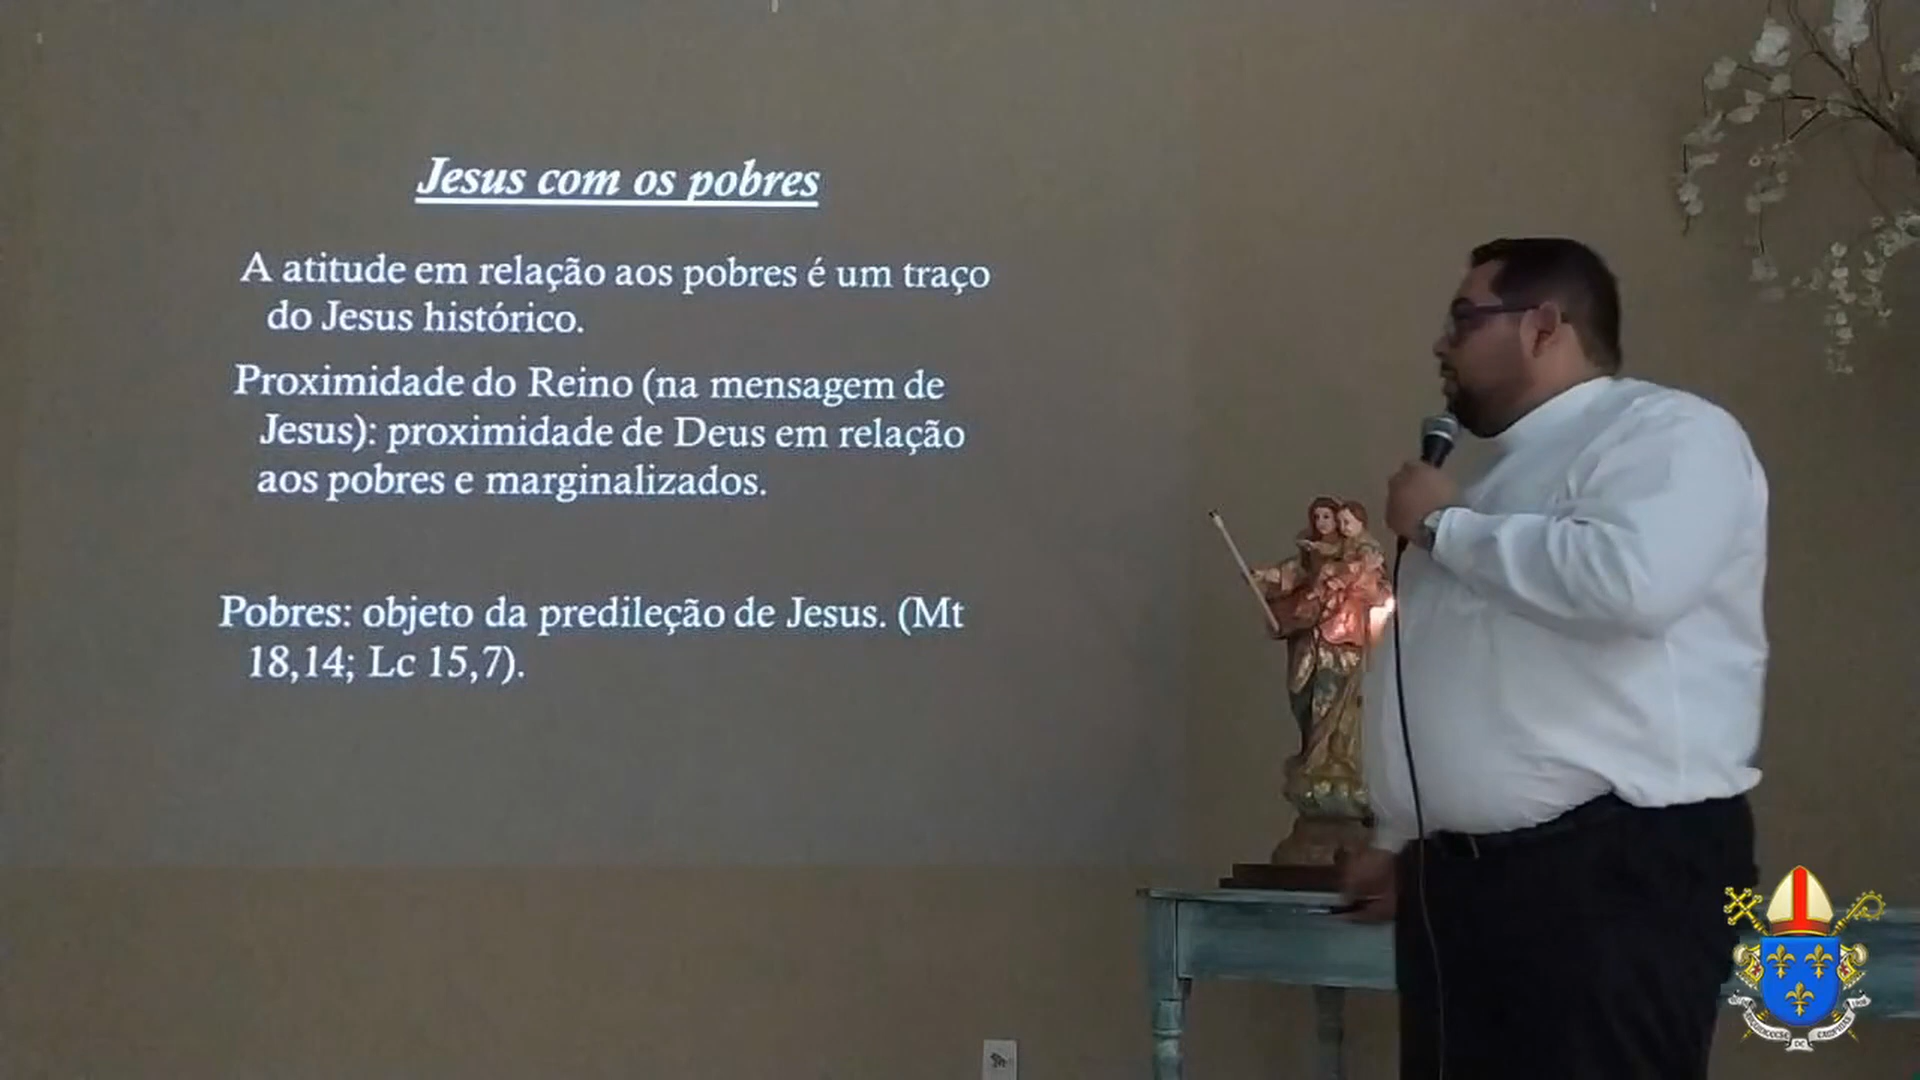 Jesus com os pobres
A atitude em relação aos pobres é um traço
do Jesus histórico.
Proximidade do Reino (na mensagem de
Jesus): proximidade de Deus em relação
aos pobres e marginalizados.
Pobres: objeto da predileção de Jesus. (Mt
18,14; Lc 15,7).